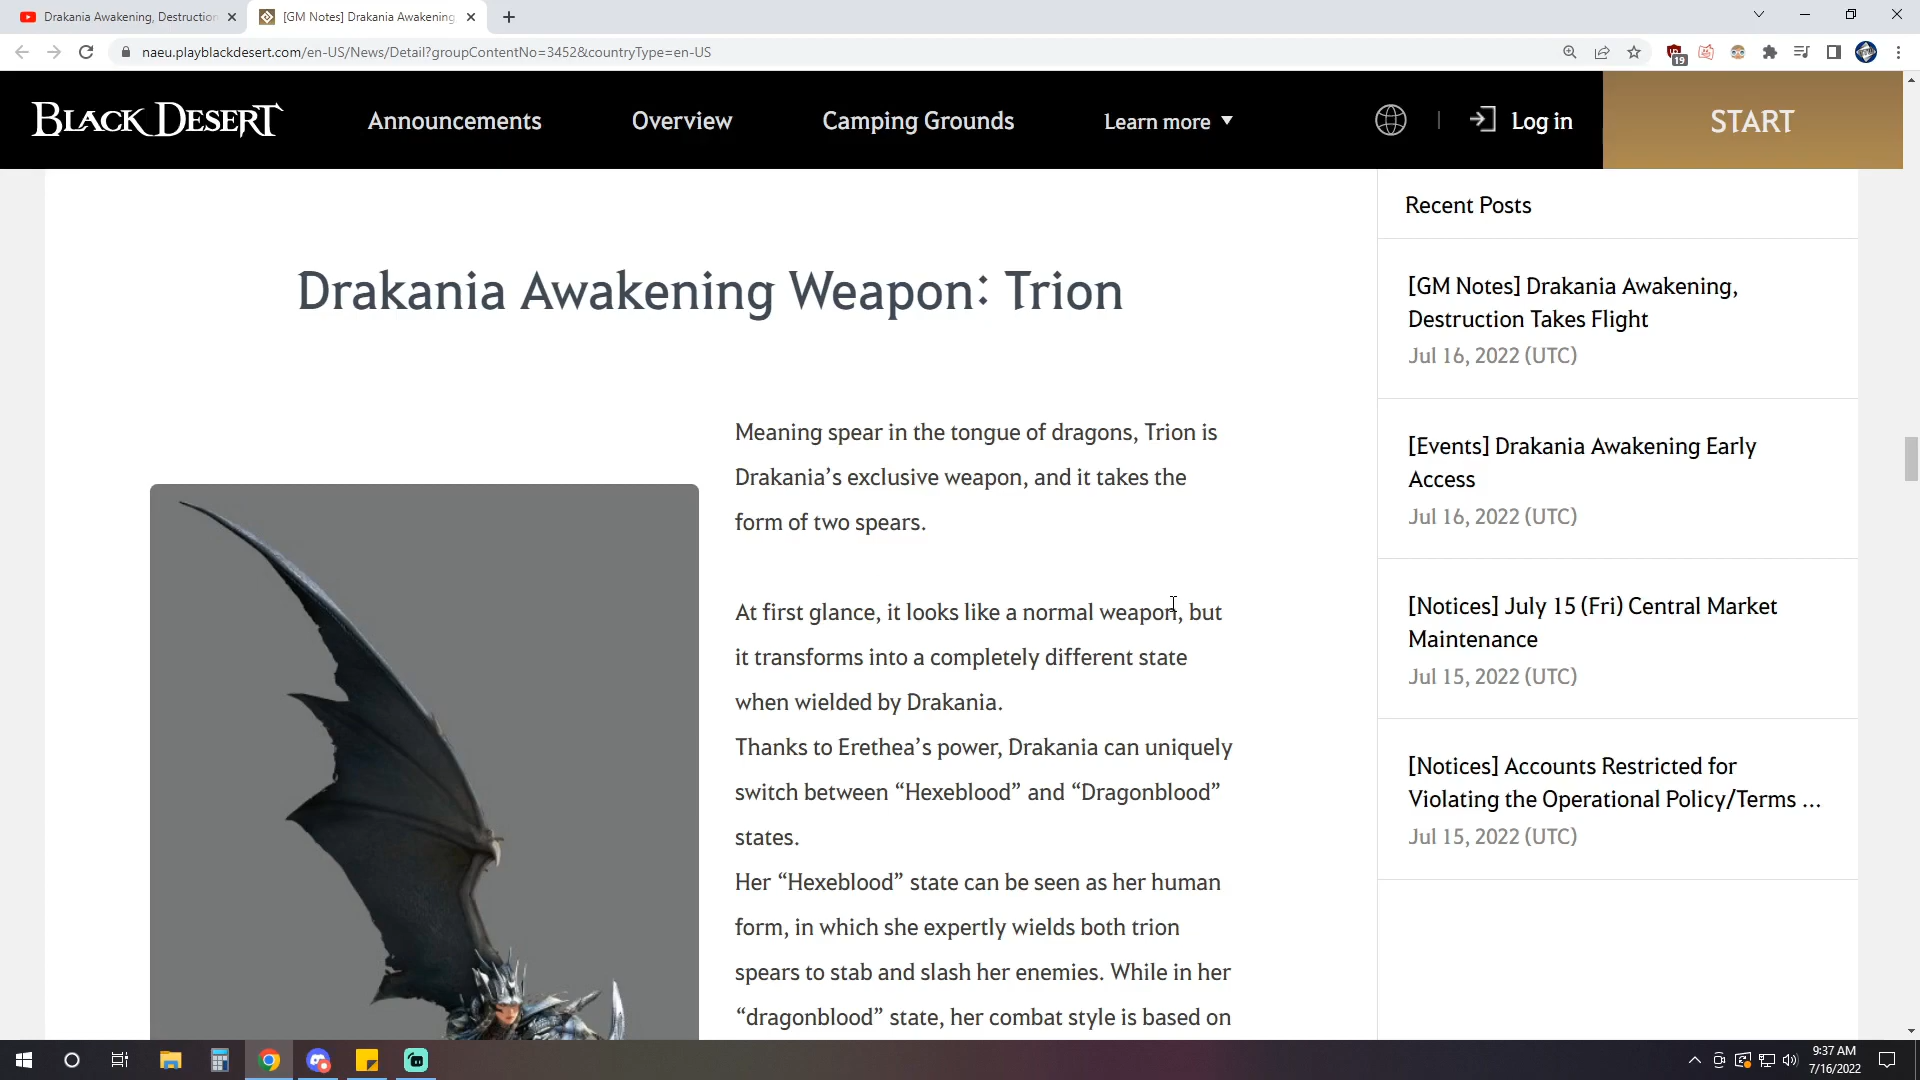 Drakania Awakening, Destruction
[GM Notes] Drakania Awakening,
naeu.playblackdesert.com/en-US/News/Detail?groupContentNo=3452&countryType=en-US
19
BLACK DESERT
Announcements
Overview
Camping Grounds
Learn more
Log in
START
Drakania Awakening Weapon: Trion
Meaning spear in the tongue of dragons, Trion is
Drakania’s exclusive weapon, and it takes the
form of two spears.
At first glance, it looks like a normal weapon, but
it transforms into a completely different state
when wielded by Drakania.
Thanks to Erethea’s power, Drakania can uniquely
switch between “Hexeblood” and “Dragonblood”
states.
Her “Hexeblood” state can be seen as her human
form, in which she expertly wields both trion
spears to stab and slash her enemies. While in her
“dragonblood” state, her combat style is based on
Recent Posts
[GM Notes] Drakania Awakening,
Destruction Takes Flight
Jul 16, 2022 (UTC)
[Events] Drakania Awakening Early
Access
Jul 16, 2022 (UTC)
[Notices] July 15 (Fri) Central Market
Maintenance
Jul 15, 2022 (UTC)
[Notices] Accounts Restricted for
Violating the Operational Policy/Terms ...
Jul 15, 2022 (UTC)
9:37 AM
7/16/2022